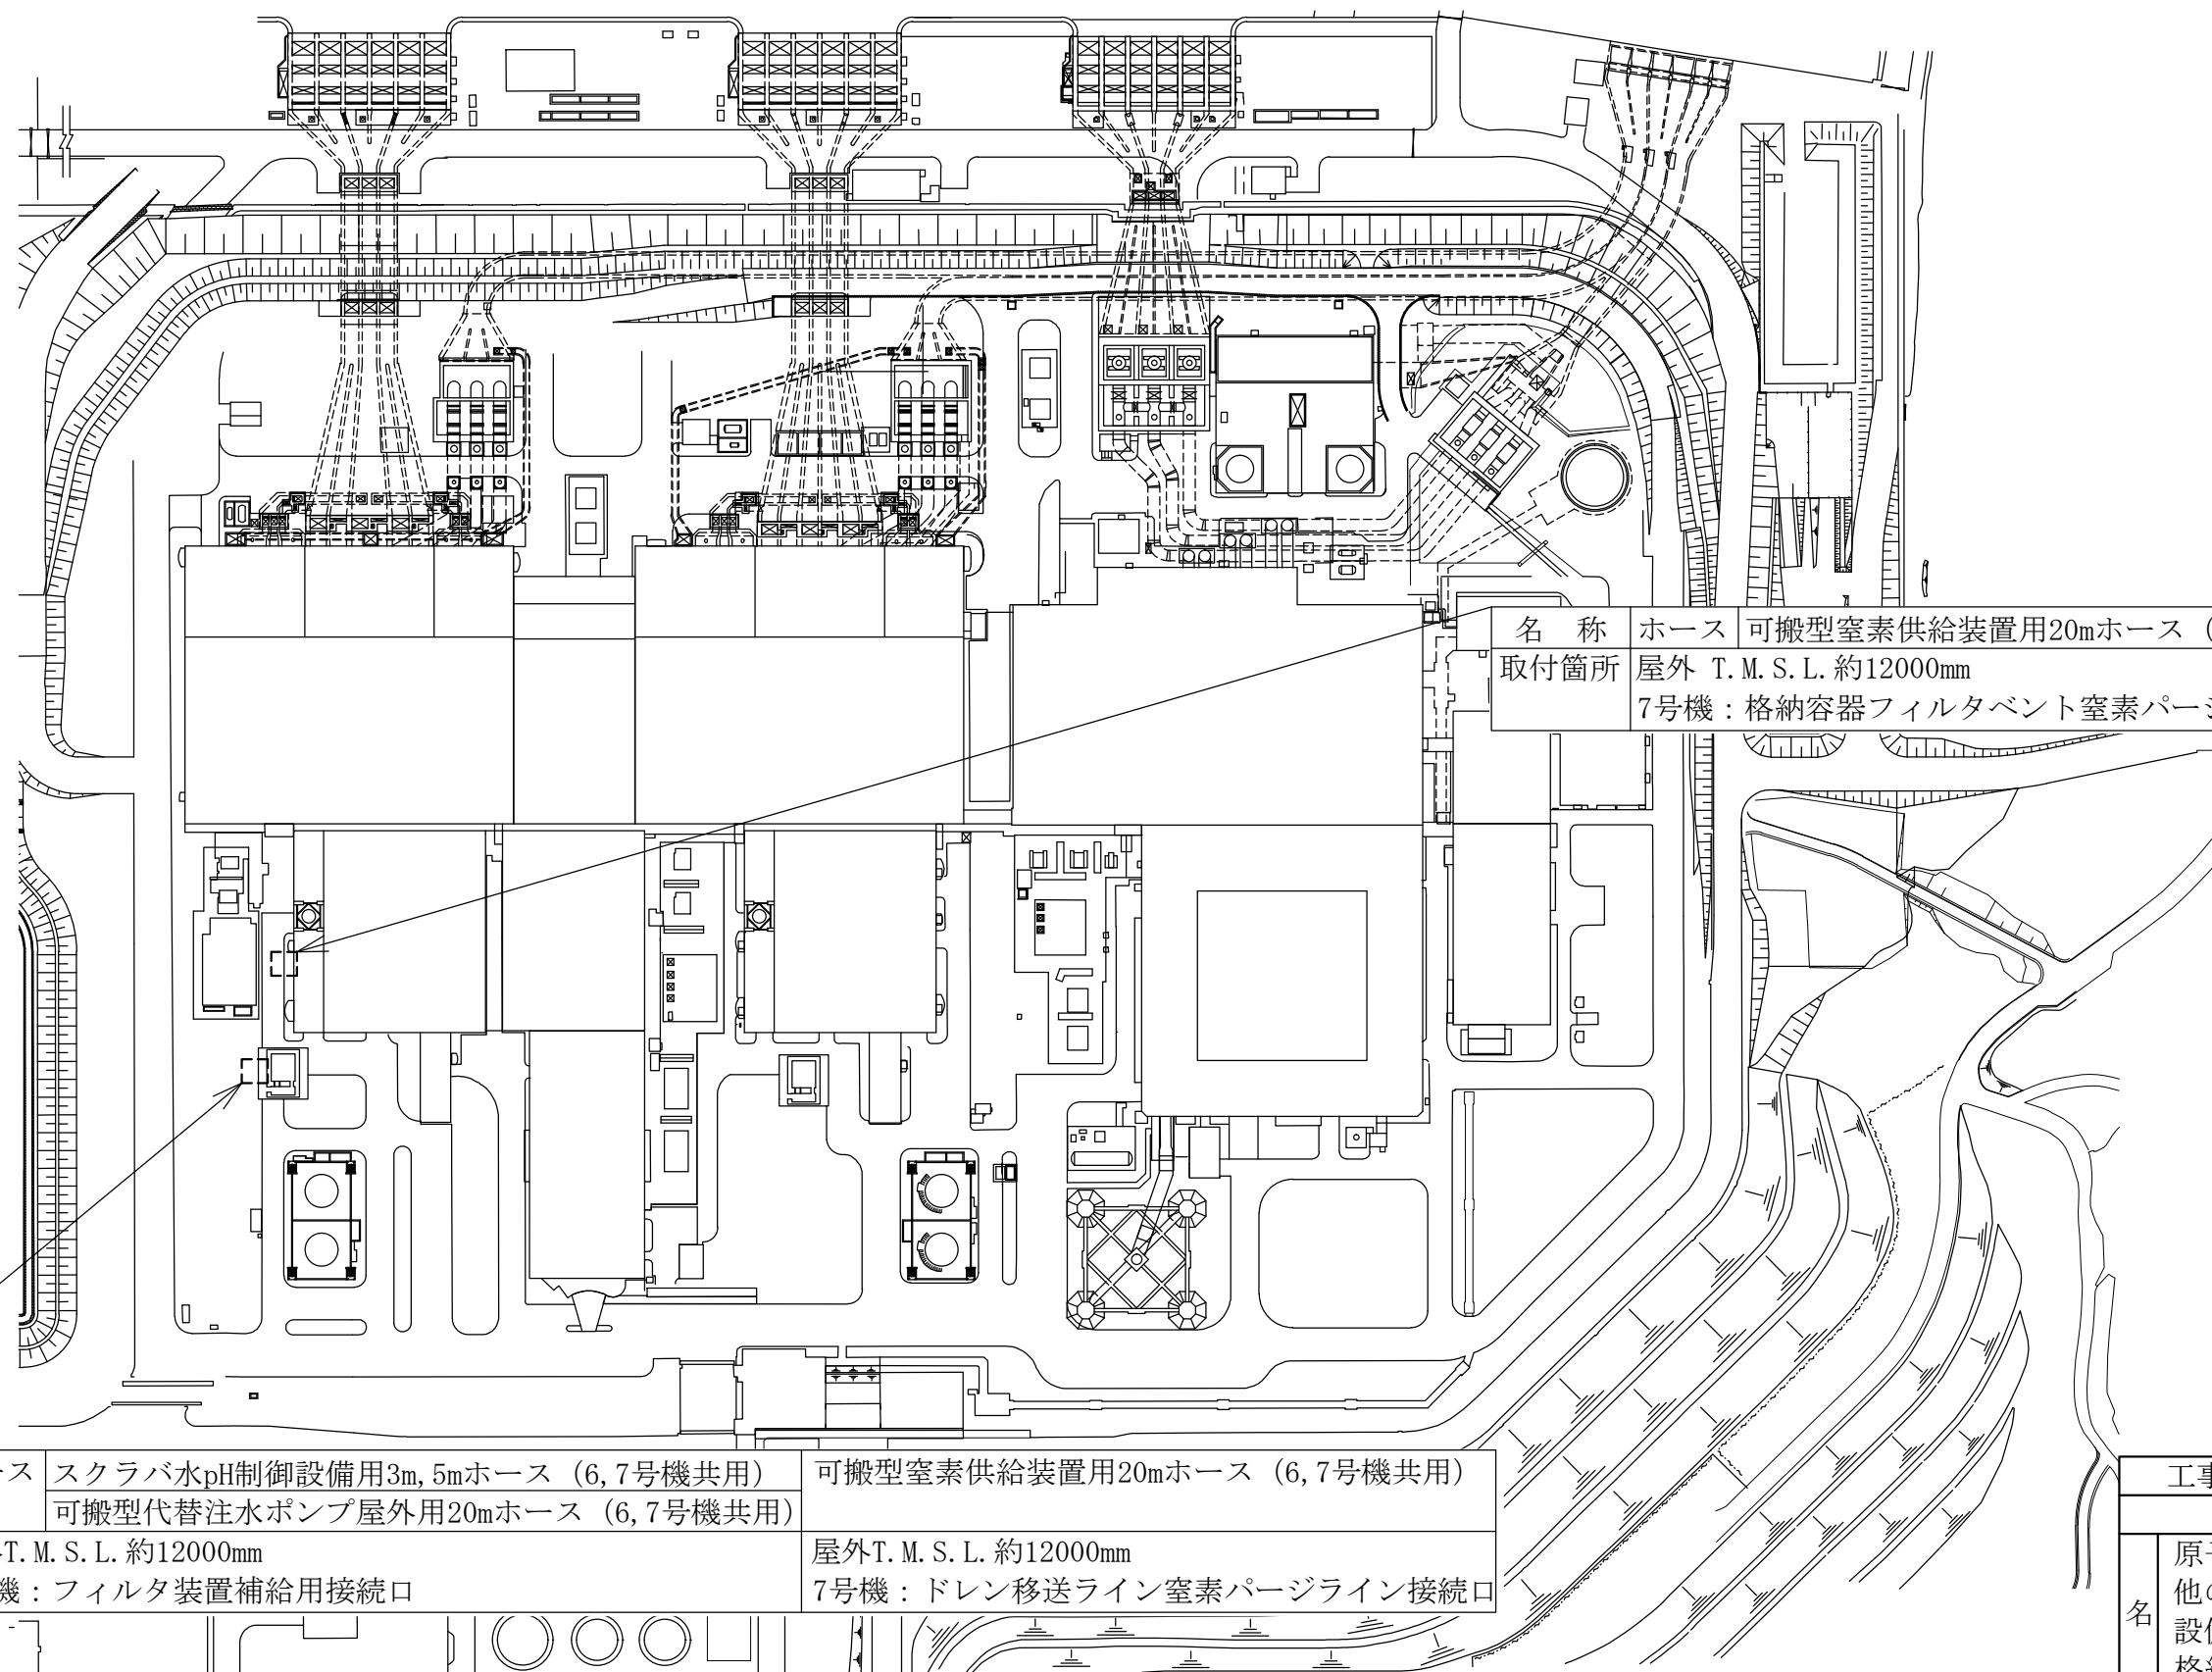 名 称 ホース 可搬型窒素供給装置用20mホース (
取付箇所 屋外 T.M.S.L.約12000mm
7号機：格納容器フィルタベント窒素パージ
ス スクラバ水pH制御設備用3m,5mホース (6,7号機共用) 可搬型窒素供給装置用20mホース (6,7号機共用)
可搬型代替注水ポンプ屋外用20mホース (6,7号機共用)
T.M.S.L.約12000mm 屋外T.M.S.L.約12000mm
機：フィルタ装置補給用接続口 7号機：ドレン移送ライン窒素パージライン接続口
工事
名
原子
他の
設備